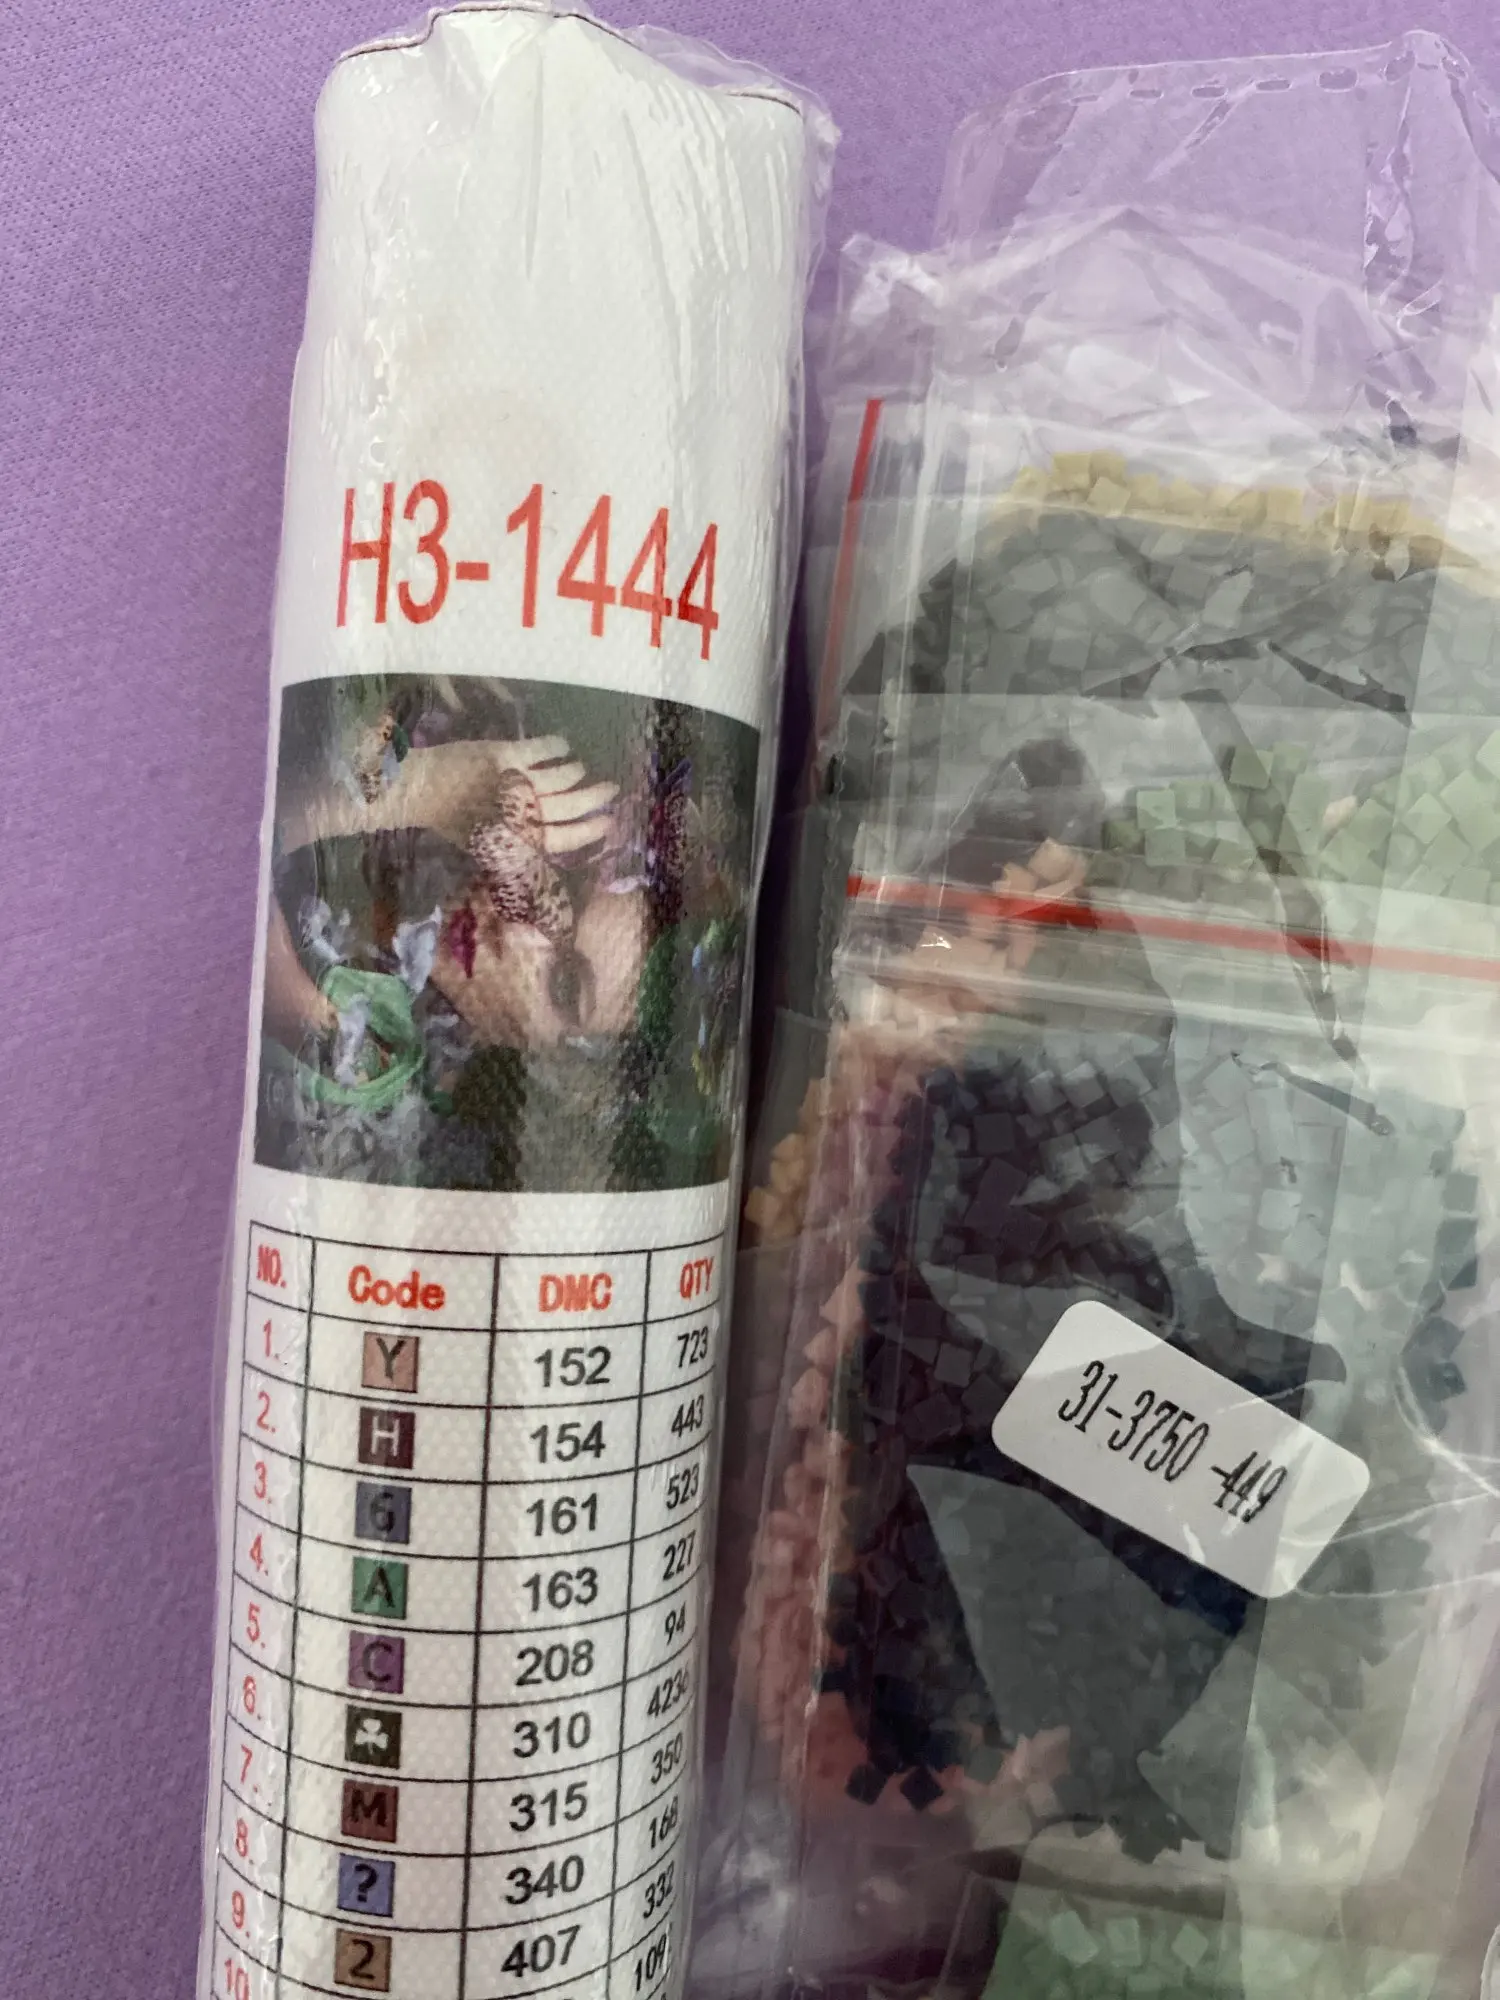 H3-1444
NO. Code DMC QTY
1. Y 152 723
2. H 154 443
3. 6 161 523
4. A 163 227
5. C 208 94
6. ☘ 310
7. M 315 350
8. ? 340 168
9. 2 407 332
10.
31-3750-449